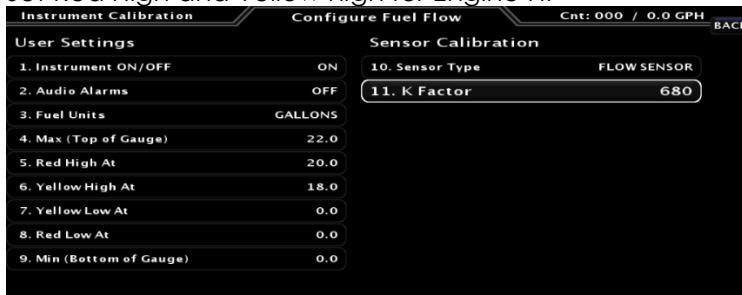 Instrument Calibration Configure Fuel Flow Cnt: 000 / 0.0 GPH
BACK
User Settings
1. Instrument ON/OFF ON
2. Audio Alarms OFF
3. Fuel Units GALLONS
4. Max (Top of Gauge) 22.0
5. Red High At 20.0
6. Yellow High At 18.0
7. Yellow Low At 0.0
8. Red Low At 0.0
9. Min (Bottom of Gauge) 0.0
Sensor Calibration
10. Sensor Type FLOW SENSOR
11. K Factor 680